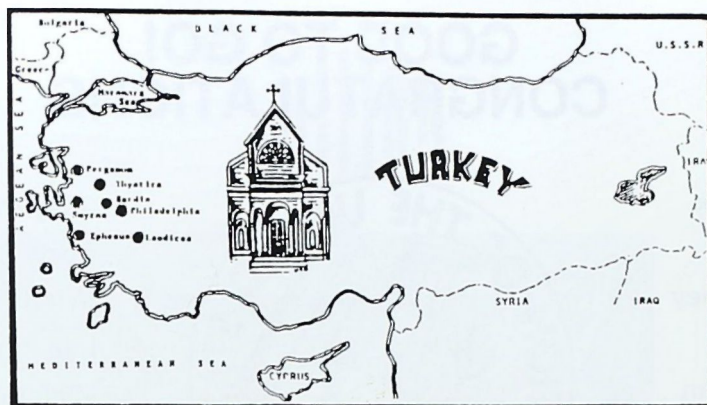 Bulgaria
BLACK SEA
U.S.S.R
Greece
Marmara
Sea
AEGEAN SEA
TURKEY
IRAN
Pergamum
Thyatira
Sardis
Smyrna
Philadelphia
Ephesus
Laodicea
SYRIA
IRAQ
MEDITERRANEAN SEA
CYPRUS